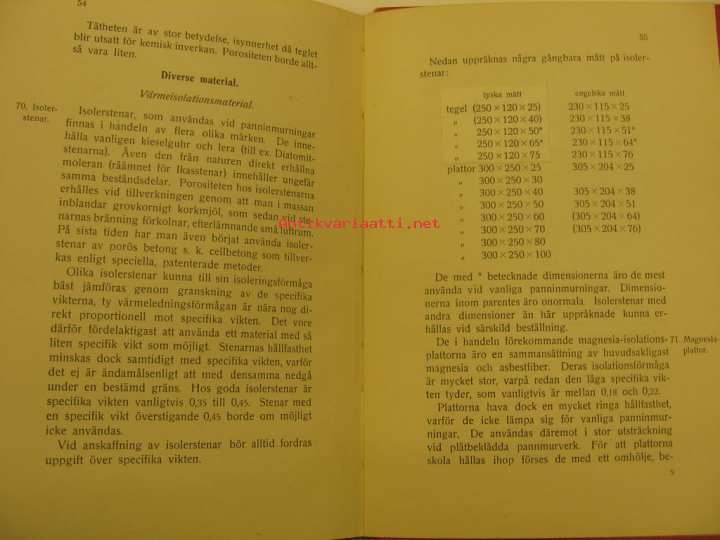 54
Tätheten är av stor betydelse, isynnerhet då teglet
blir utsatt för kemisk inverkan. Porositeten borde allt-
så vara liten.
Diverse material.
Värmeisolationsmaterial.
70. Isoler-
stenar.
Isolerstenar, som användas vid panninmurningar
finnas i handeln av flera olika märken. De inne-
hålla vanligen kieselguhr och lera (till ex. Diatomit-
stenarna). Även den från naturen direkt erhållna
moleran (råämnet för Ikasstenar) innehåller ungefär
samma beståndsdelar. Porositeten hos isolerstenarna
erhålles vid tillverkningen genom att man i massan
inblandar grovkornigt korkmjöl, som sedan vid ste-
narnas bränning förkolnar, efterlämnande små luftrum.
På sista tiden har man även börjat använda isoler-
stenar av porös betong s. k. cellbetong som tillver-
kas enligt speciella, patenterade metoder.
Olika isolerstenar kunna till sin isoleringsförmåga
bäst jämföras genom granskning av de specifika
vikterna, ty värmeledningsförmågan är nära nog di-
rekt proportionell mot specifika vikten. Det vore
därför fördelaktigast att använda ett material med så
liten specifik vikt som möjligt. Stenarnas hållfasthet
minskas dock samtidigt med specifika vikten, varför
det ej är ändamålsenligt att med densamma nedgå
under en bestämd gräns. Hos goda isolerstenar är
specifika vikten vanligtvis 0,35 till 0,45. Stenar med
en specifik vikt överstigande 0,45 borde om möjligt
icke användas.
Vid anskaffning av isolerstenar bör alltid fordras
uppgift över specifika vikten.
Antikvariaatti.net
55
Nedan uppräknas några gångbara mått på isoler-
stenar:
tyska mått engelska mått
tegel (250 × 120 × 25) 230 × 115 × 25
„ (250 × 120 × 40) 230 × 115 × 38
„ 250 × 120 × 50* 230 × 115 × 51*
„ 250 × 120 × 65* 230 × 115 × 64*
„ 250 × 120 × 75 230 × 115 × 76
plattor 300 × 250 × 25 305 × 204 × 25
„ 300 × 250 × 30
„ 300 × 250 × 40 305 × 204 × 38
„ 300 × 250 × 50 305 × 204 × 51
„ 300 × 250 × 60 (305 × 204 × 64)
„ 300 × 250 × 70 (305 × 204 × 76)
„ 300 × 250 × 80
„ 300 × 250 × 100
De med * betecknade dimensionerna äro de mest
använda vid vanliga panninmurningar. Dimensio-
nerna inom parentes äro onormala. Isolerstenar med
andra dimensioner än här uppräknade kunna er-
hållas vid särskild beställning.
De i handeln förekommande magnesia-isolations-
plattorna äro en sammansättning av huvudsakligast
magnesia och asbestfiber. Deras isolationsförmåga
är mycket stor, varpå redan den låga specifika vik-
ten tyder, som vanligtvis är mellan 0,18 och 0,22.
71. Magnesia-
plattor.
Plattorna hava dock en mycket ringa hållfasthet,
varför de icke lämpa sig för vanliga panninmur-
ningar. De användas däremot i stor utsträckning
vid plåtbeklädda pannmurverk. För att plattorna
skola hållas ihop förses de med ett omhölje, be-
5